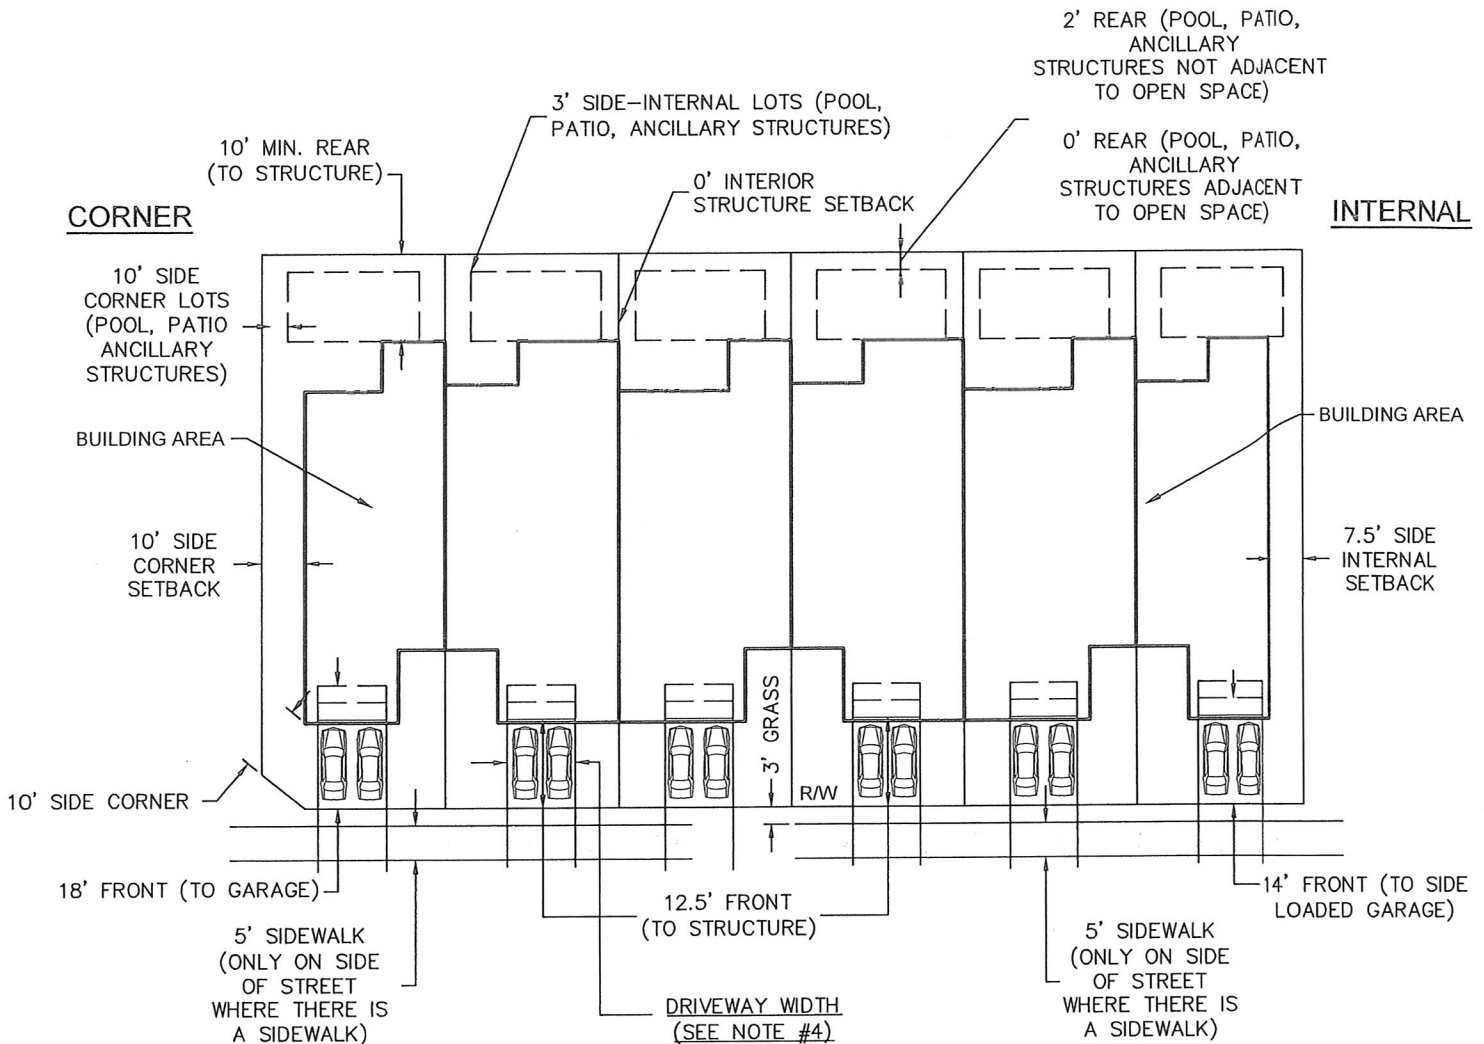 2' REAR (POOL, PATIO,
ANCILLARY
STRUCTURES NOT ADJACENT
TO OPEN SPACE)
3' SIDE-INTERNAL LOTS (POOL,
PATIO, ANCILLARY STRUCTURES)
10' MIN. REAR
(TO STRUCTURE)
0' REAR (POOL, PATIO,
ANCILLARY
STRUCTURES ADJACENT
TO OPEN SPACE)
0' INTERIOR
STRUCTURE SETBACK
CORNER
INTERNAL
10' SIDE
CORNER LOTS
(POOL, PATIO
ANCILLARY
STRUCTURES)
BUILDING AREA
BUILDING AREA
10' SIDE
CORNER
SETBACK
7.5' SIDE
INTERNAL
SETBACK
3' GRASS
R/W
10' SIDE CORNER
18' FRONT (TO GARAGE)
12.5' FRONT
(TO STRUCTURE)
14' FRONT (TO SIDE
LOADED GARAGE)
5' SIDEWALK
(ONLY ON SIDE
OF STREET
WHERE THERE IS
A SIDEWALK)
DRIVEWAY WIDTH
(SEE NOTE #4)
5' SIDEWALK
(ONLY ON SIDE
OF STREET
WHERE THERE IS
A SIDEWALK)